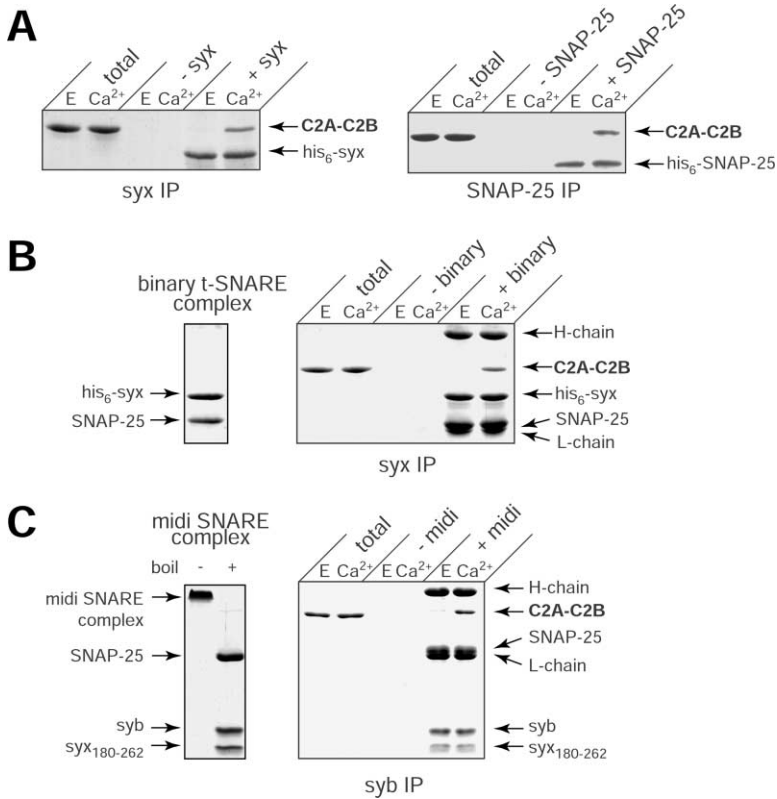 A
total
- syx
+ syx
E Ca2+ E Ca2+ E Ca2+
C2A-C2B
his6-syx
syx IP
total
- SNAP-25
+ SNAP-25
E Ca2+ E Ca2+ E Ca2+
C2A-C2B
his6-SNAP-25
SNAP-25 IP
B
binary t-SNARE
complex
his6-syx
SNAP-25
total
- binary
+ binary
E Ca2+ E Ca2+ E Ca2+
H-chain
C2A-C2B
his6-syx
SNAP-25
L-chain
syx IP
C
midi SNARE
complex
boil - +
midi SNARE
complex
SNAP-25
syb
syx180-262
total
- midi
+ midi
E Ca2+ E Ca2+ E Ca2+
H-chain
C2A-C2B
SNAP-25
L-chain
syb
syx180-262
syb IP